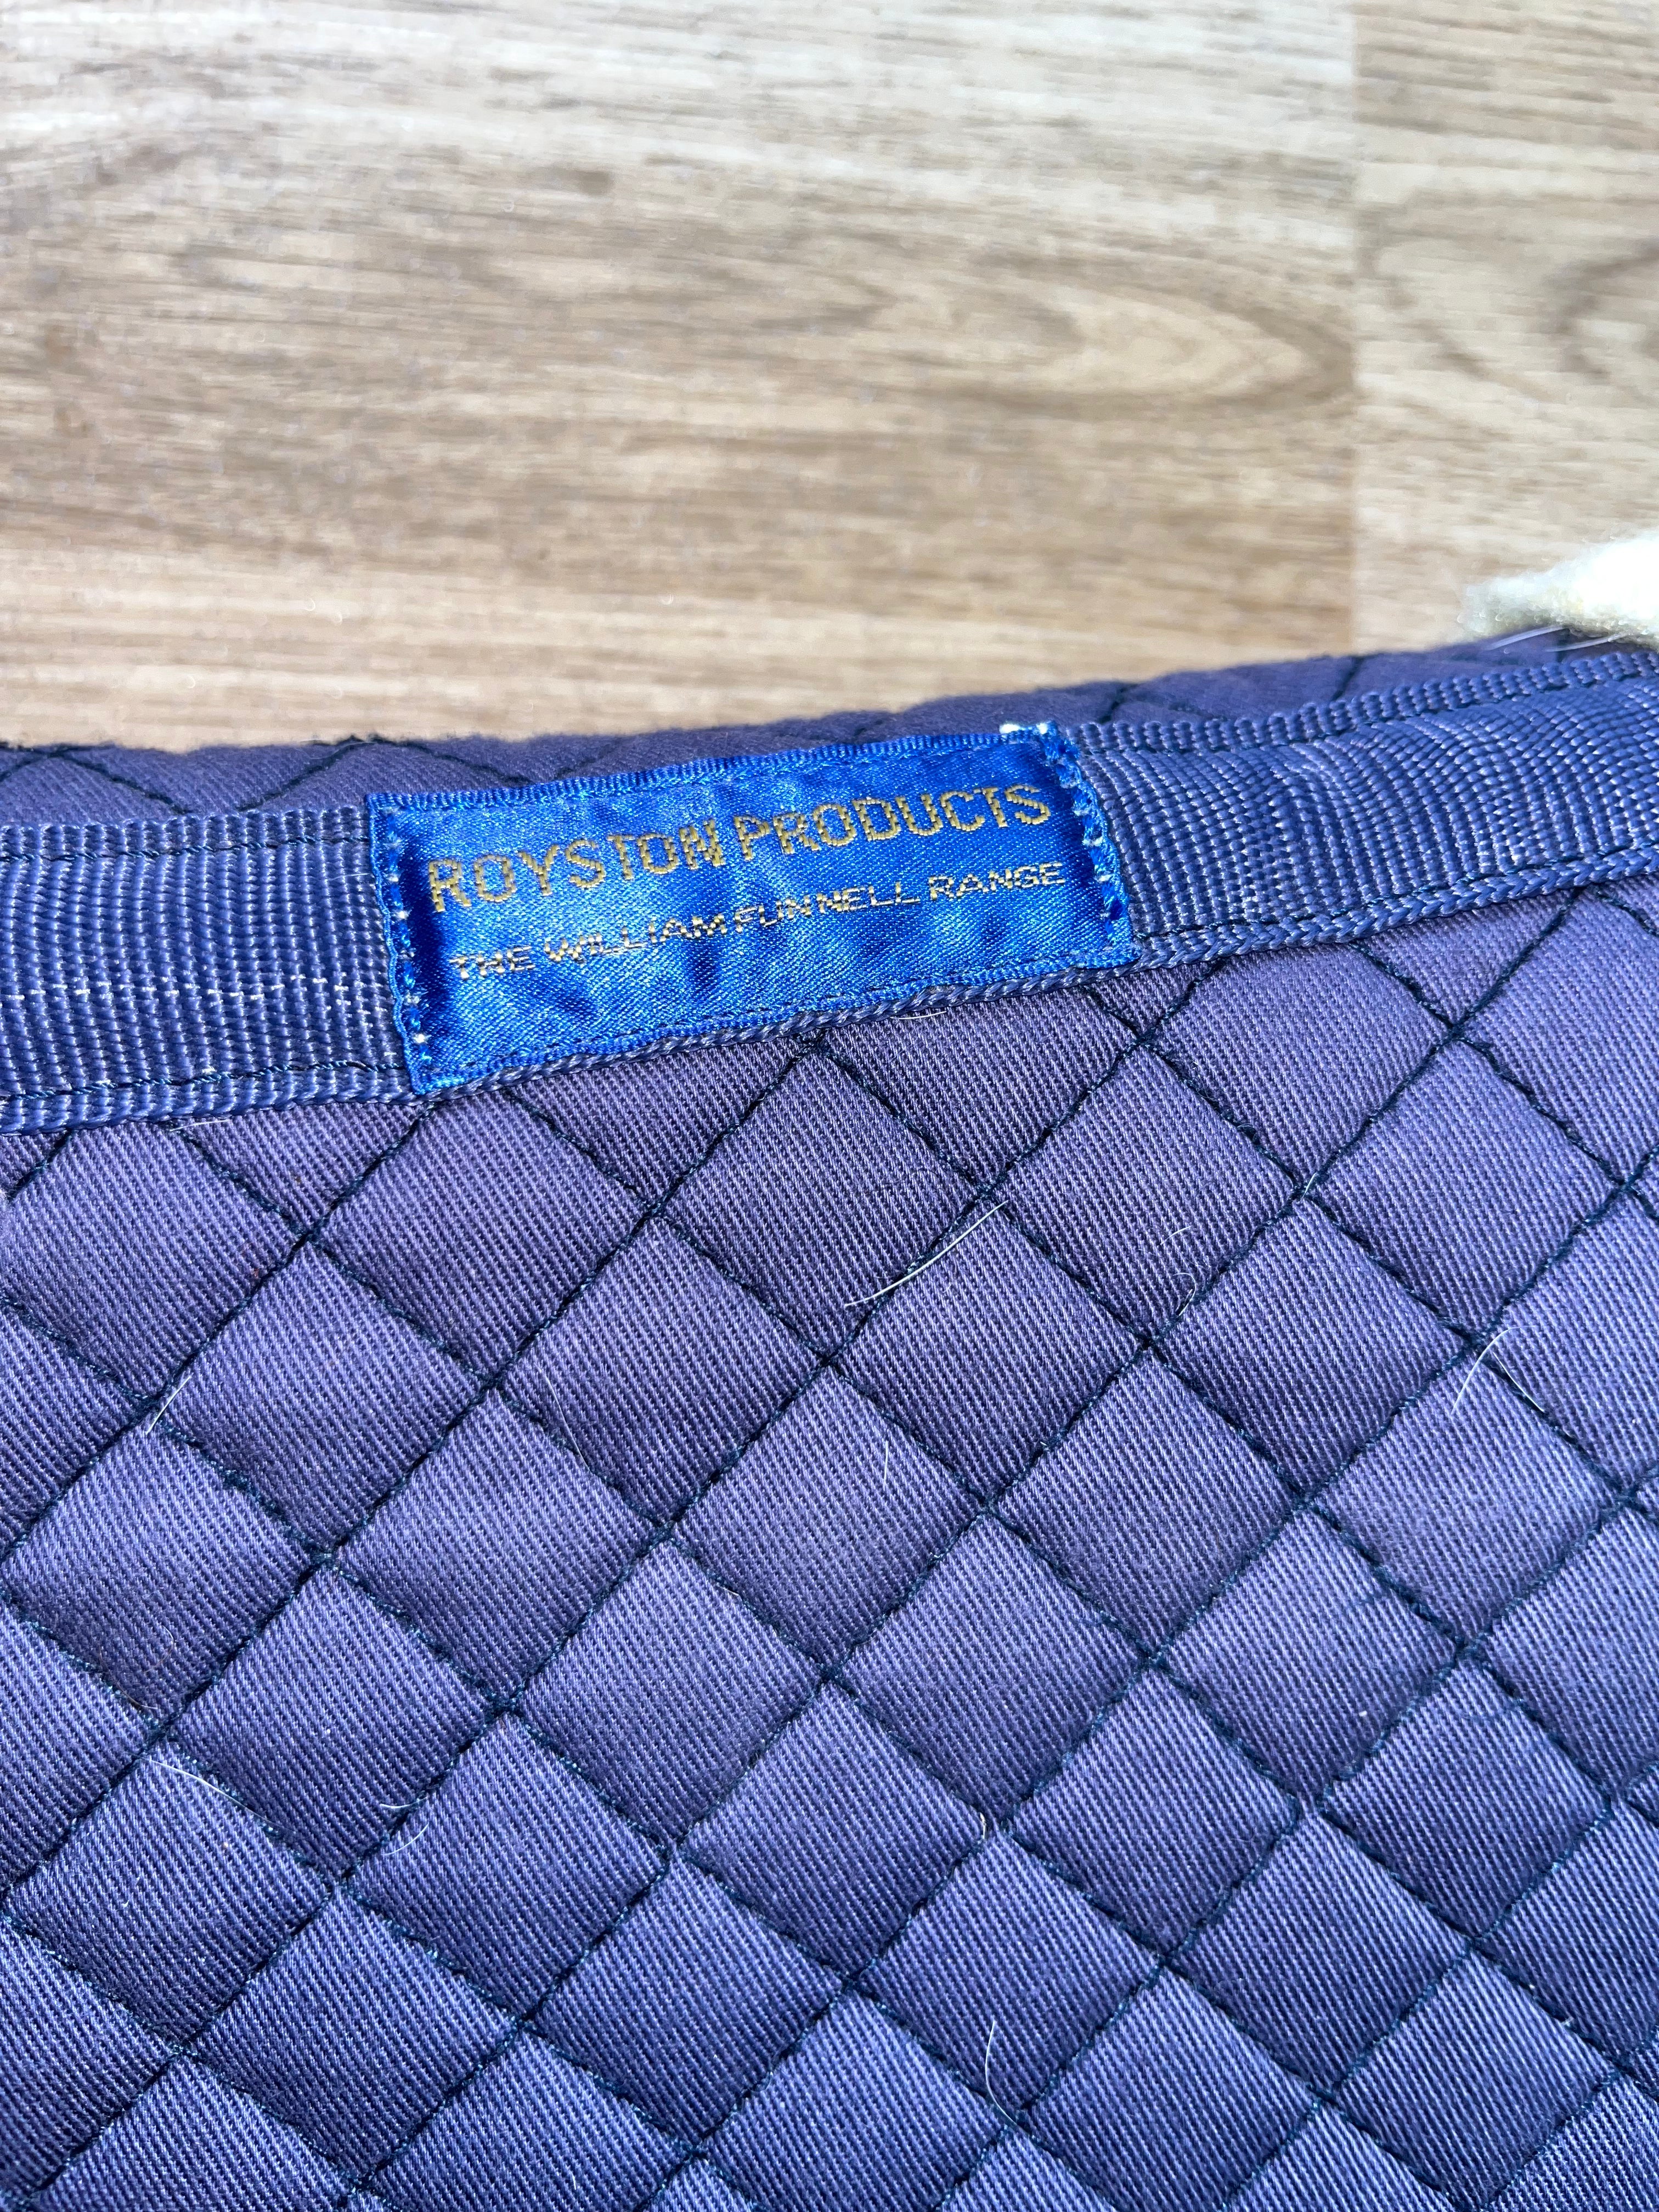 ROYSTON PRODUCTS
THE WILLIAM FUNNELL RANGE